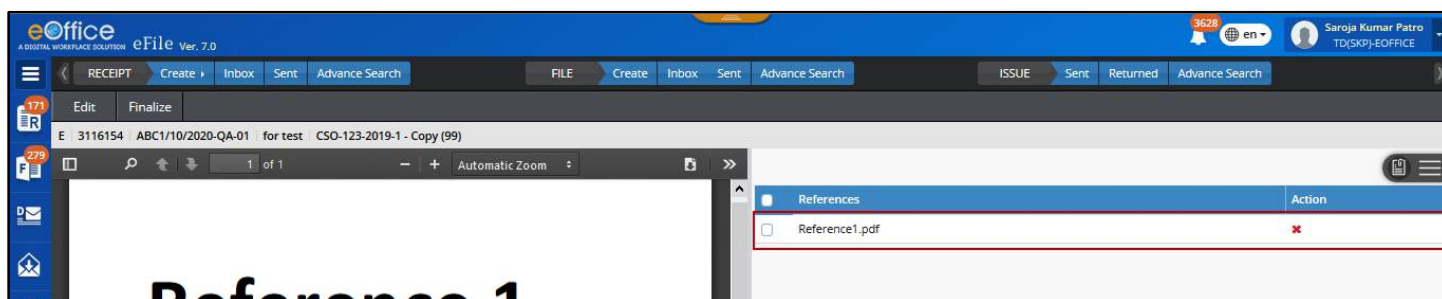 eOffice
A DIGITAL WORKPLACE SOLUTION eFile Ver. 7.0
3628 en Saroja Kumar Patro
TD(SKP)-EOFFICE
RECEIPT Create Inbox Sent Advance Search FILE Create Inbox Sent Advance Search ISSUE Sent Returned Advance Search
171 R Edit Finalize
E 3116154 ABC1/10/2020-QA-01 for test CSO-123-2019-1 - Copy (99)
279 F 1 of 1 Automatic Zoom
References Action
D Reference1.pdf
Reference 1